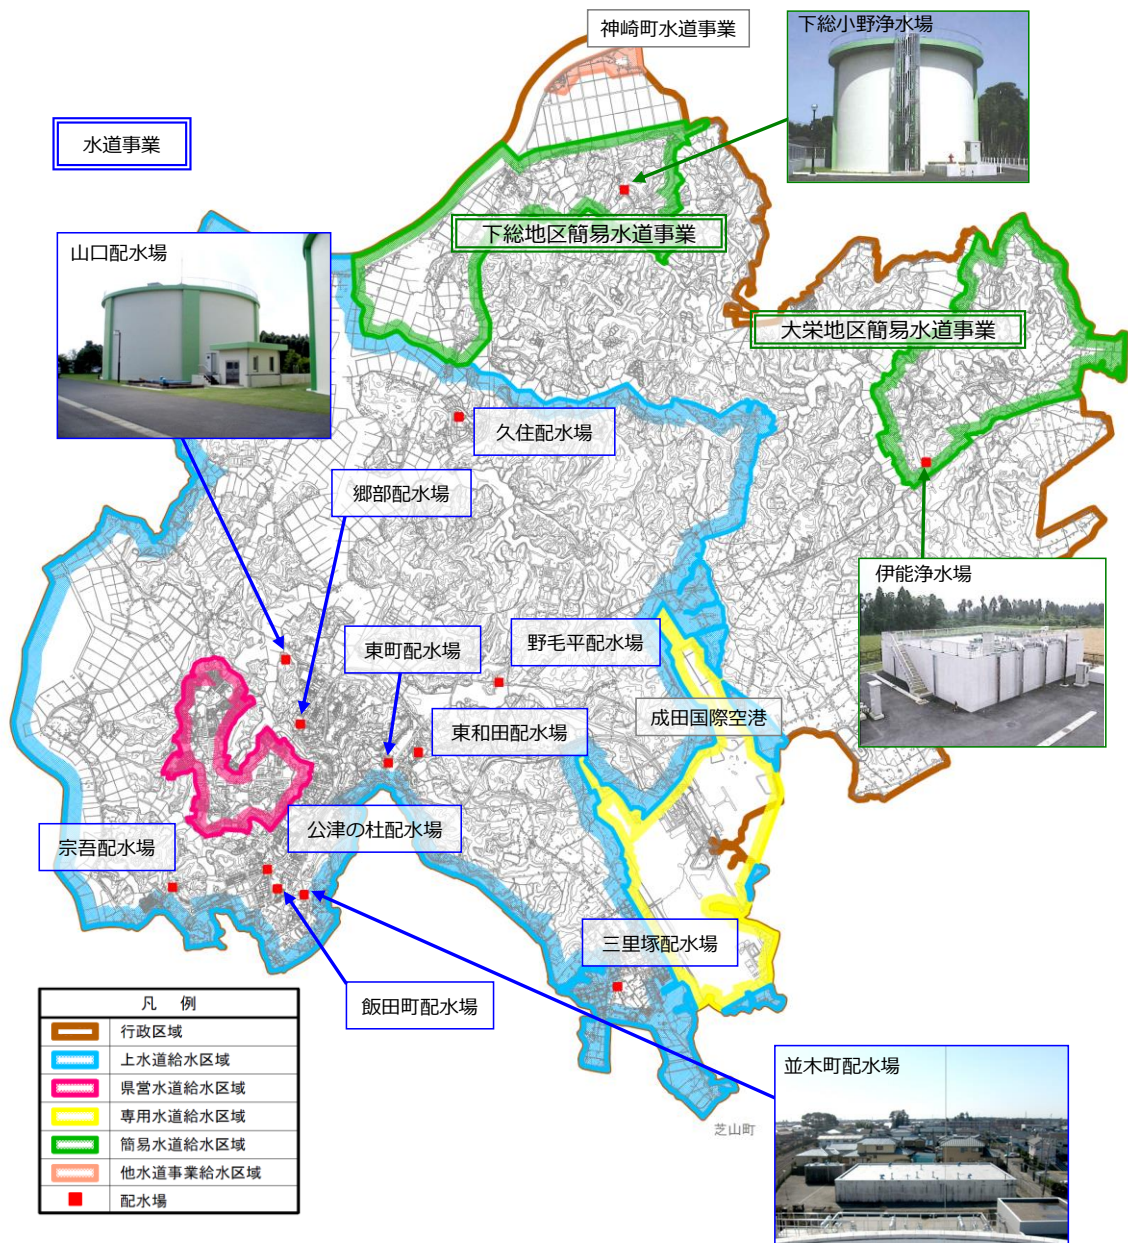 神崎町水道事業
下総小野浄水場
水道事業
下総地区簡易水道事業
山口配水場
大栄地区簡易水道事業
久住配水場
郷部配水場
伊能浄水場
東町配水場
野毛平配水場
成田国際空港
東和田配水場
公津の杜配水場
宗吾配水場
三里塚配水場
飯田町配水場
並木町配水場
芝山町
凡 例
行政区域
上水道給水区域
県営水道給水区域
専用水道給水区域
簡易水道給水区域
他水道事業給水区域
配水場